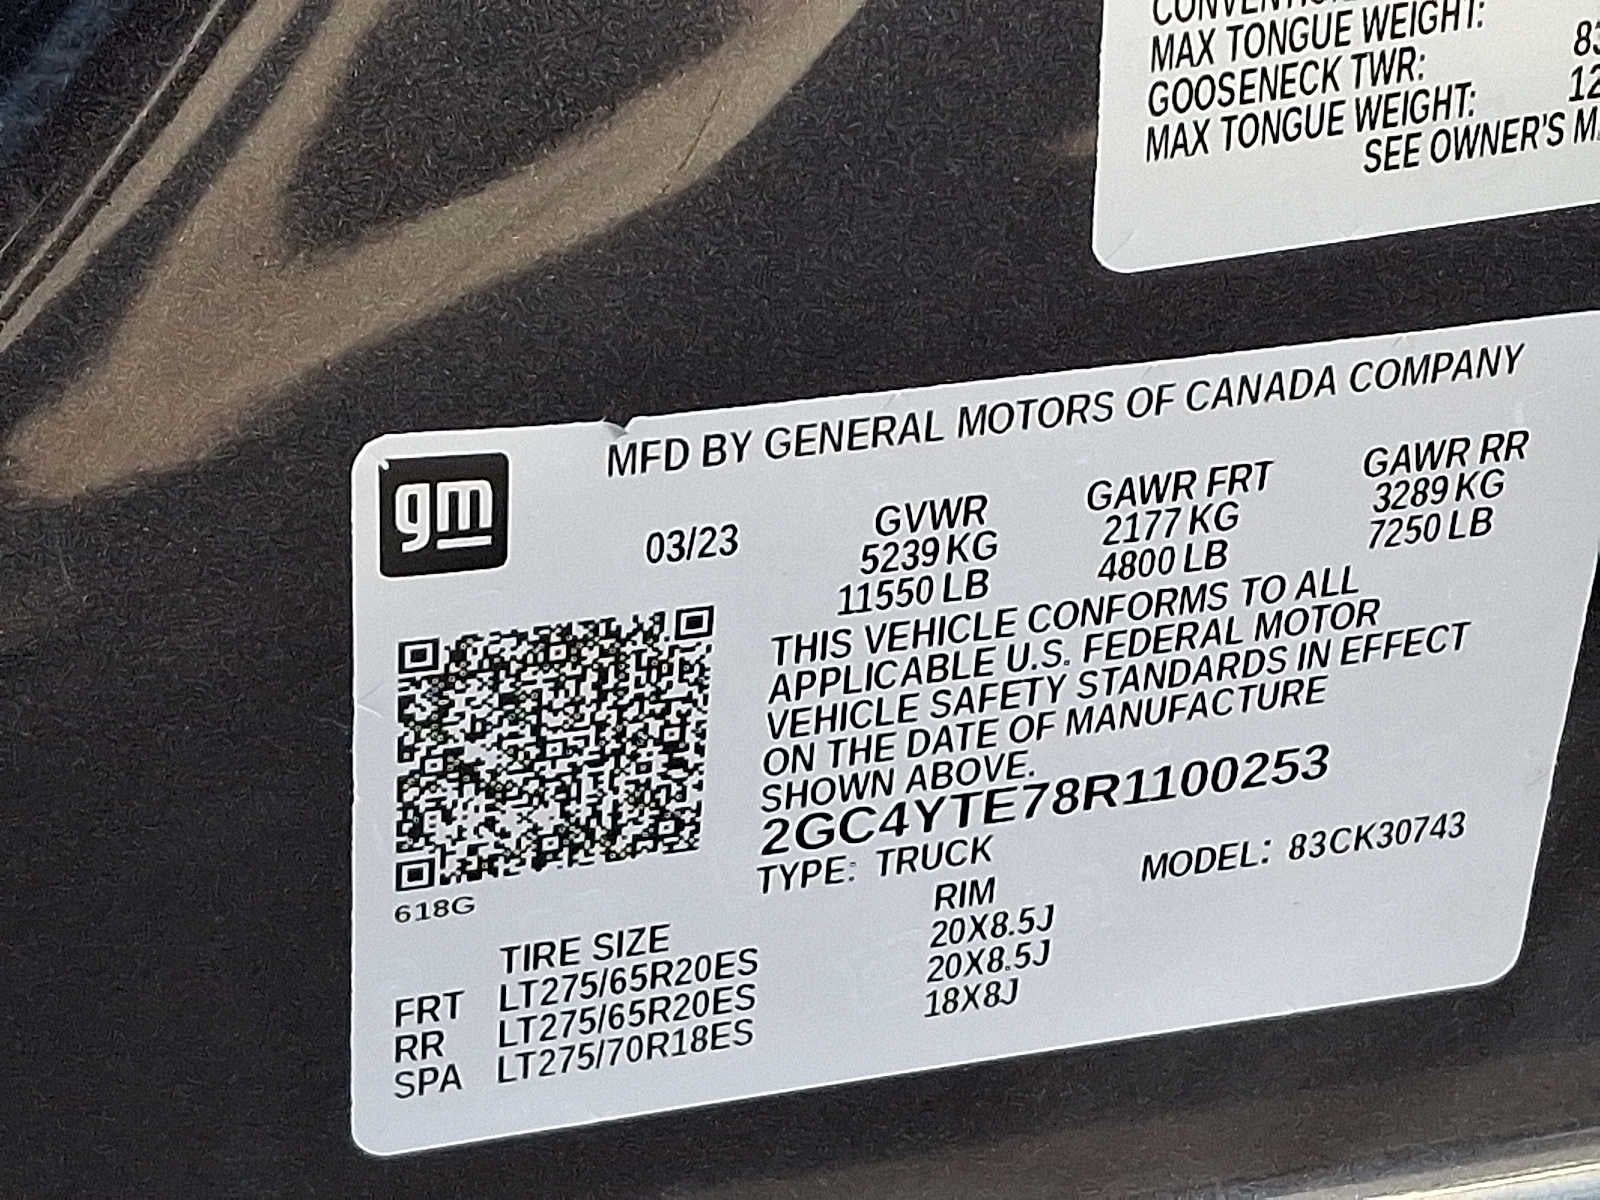 MAX TONGUE WEIGHT:
GOOSENECK TWR:
MAX TONGUE WEIGHT:
SEE OWNER'S
gm
MFD BY GENERAL MOTORS OF CANADA COMPANY
03/23 GVWR GAWR FRT GAWR RR
5239 KG 2177 KG 3289 KG
11550 LB 4800 LB 7250 LB
THIS VEHICLE CONFORMS TO ALL
APPLICABLE U.S. FEDERAL MOTOR
VEHICLE SAFETY STANDARDS IN EFFECT
ON THE DATE OF MANUFACTURE
SHOWN ABOVE.
2GC4YTE78R1100253
TYPE: TRUCK MODEL: 83CK30743
618G
TIRE SIZE RIM
FRT LT275/65R20ES 20X8.5J
RR LT275/65R20ES 20X8.5J
SPA LT275/70R18ES 18X8J